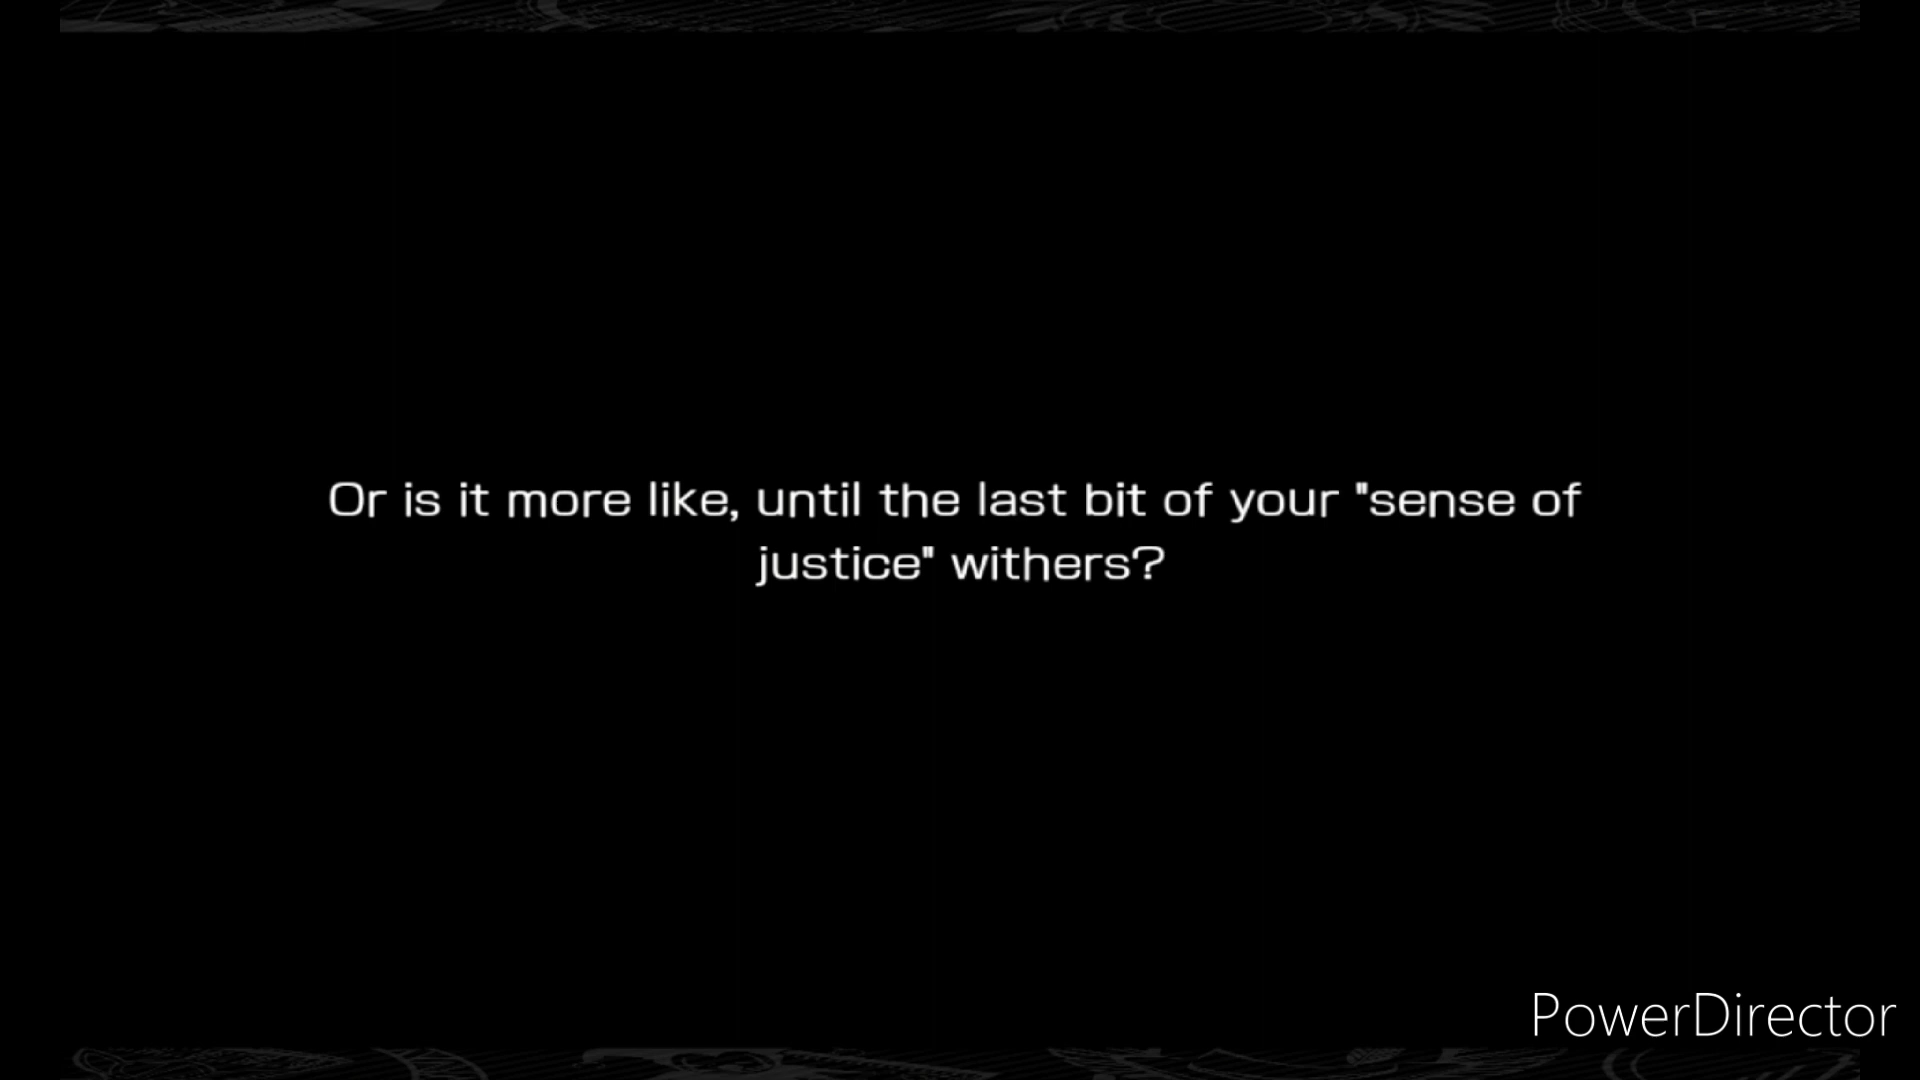 Or is it more like, until the last bit of your "sense of
justice" withers?
PowerDirector